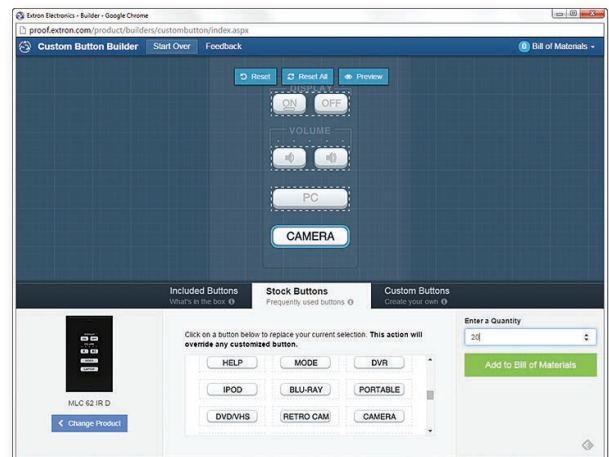 Extron Electronics - Builder - Google Chrome
proof.extron.com/product/builders/custombutton/index.aspx
Custom Button Builder Start Over Feedback 0 Bill of Materials
Reset Reset All Preview
DISPLAY
ON OFF
VOLUME
PC
CAMERA
Included Buttons Stock Buttons Custom Buttons
What's in the box Frequently used buttons Create your own
Click on a button below to replace your current selection. This action will
override any customized button.
HELP MODE DVR
IPOD BLU-RAY PORTABLE
DVD/VHS RETRO CAM CAMERA
MLC 62 IR D
Change Product
Enter a Quantity
20
Add to Bill of Materials